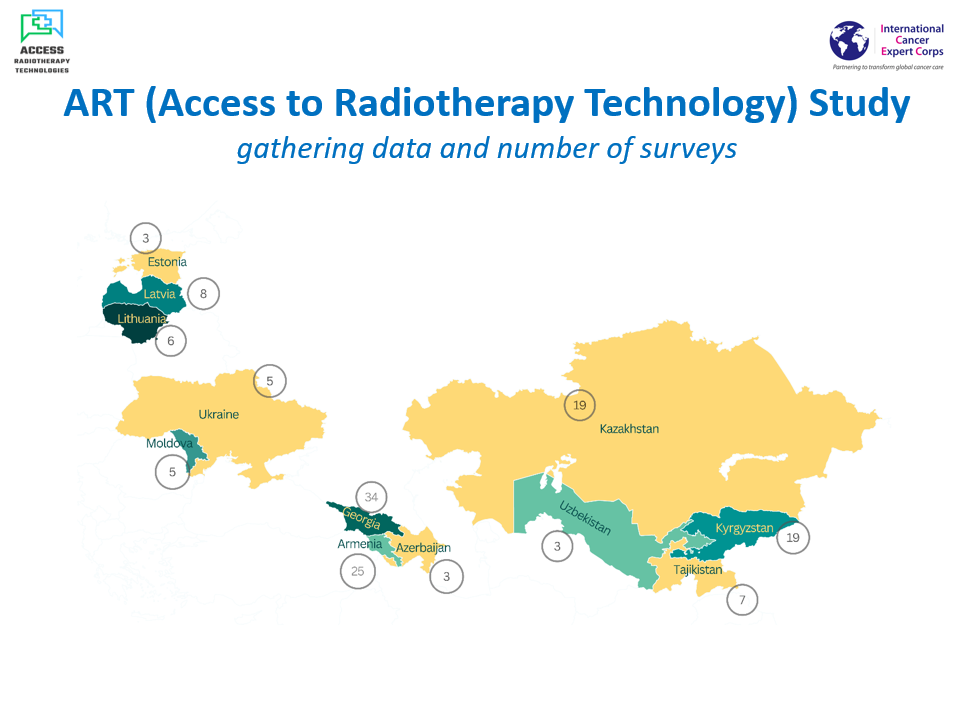 ACCESS
RADIOTHERAPY
TECHNOLOGIES
International
Cancer
Expert Corps
Partnering to transform global cancer care
ART (Access to Radiotherapy Technology) Study
gathering data and number of surveys
3
Estonia
Latvia
8
Lithuania
6
5
Ukraine
Moldova
5
19
Kazakhstan
34
Georgia
Armenia
Azerbaijan
25
3
Uzbekistan
3
Kyrgyzstan
19
Tajikistan
7